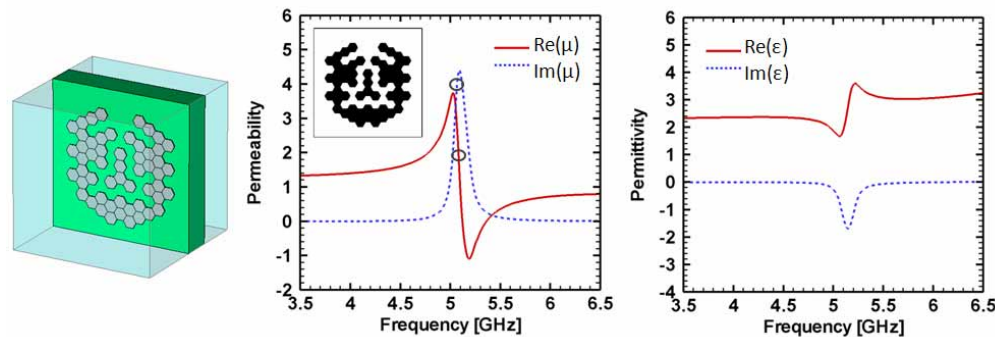 6
5
4
3
2
1
0
-1
-2
Permeability
Re(μ)
Im(μ)
3.5 4 4.5 5 5.5 6 6.5
Frequency [GHz]
6
5
4
3
2
1
0
-1
-2
-3
-4
Permittivity
Re(ε)
Im(ε)
3.5 4 4.5 5 5.5 6 6.5
Frequency [GHz]